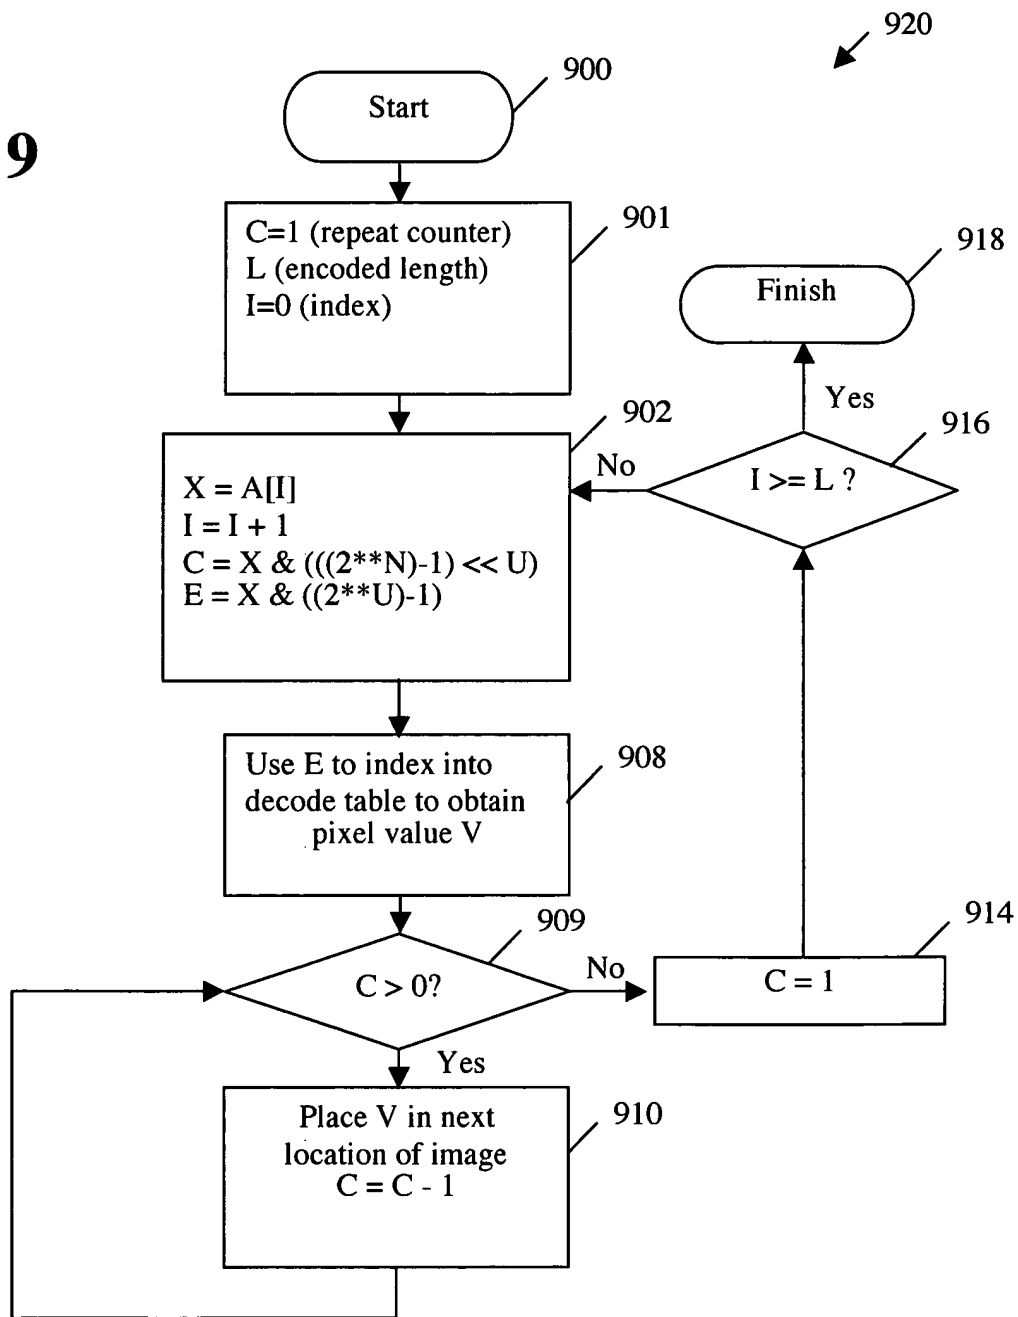 920
900
Start
9
C=1 (repeat counter)
L (encoded length)
I=0 (index)
901
918
Finish
Yes
902
916
No
I >= L ?
X = A[I]
I = I + 1
C = X & (((2**N)-1) << U)
E = X & ((2**U)-1)
Use E to index into
decode table to obtain
pixel value V
908
909
C > 0?
No
914
C = 1
Yes
Place V in next
location of image
C = C - 1
910